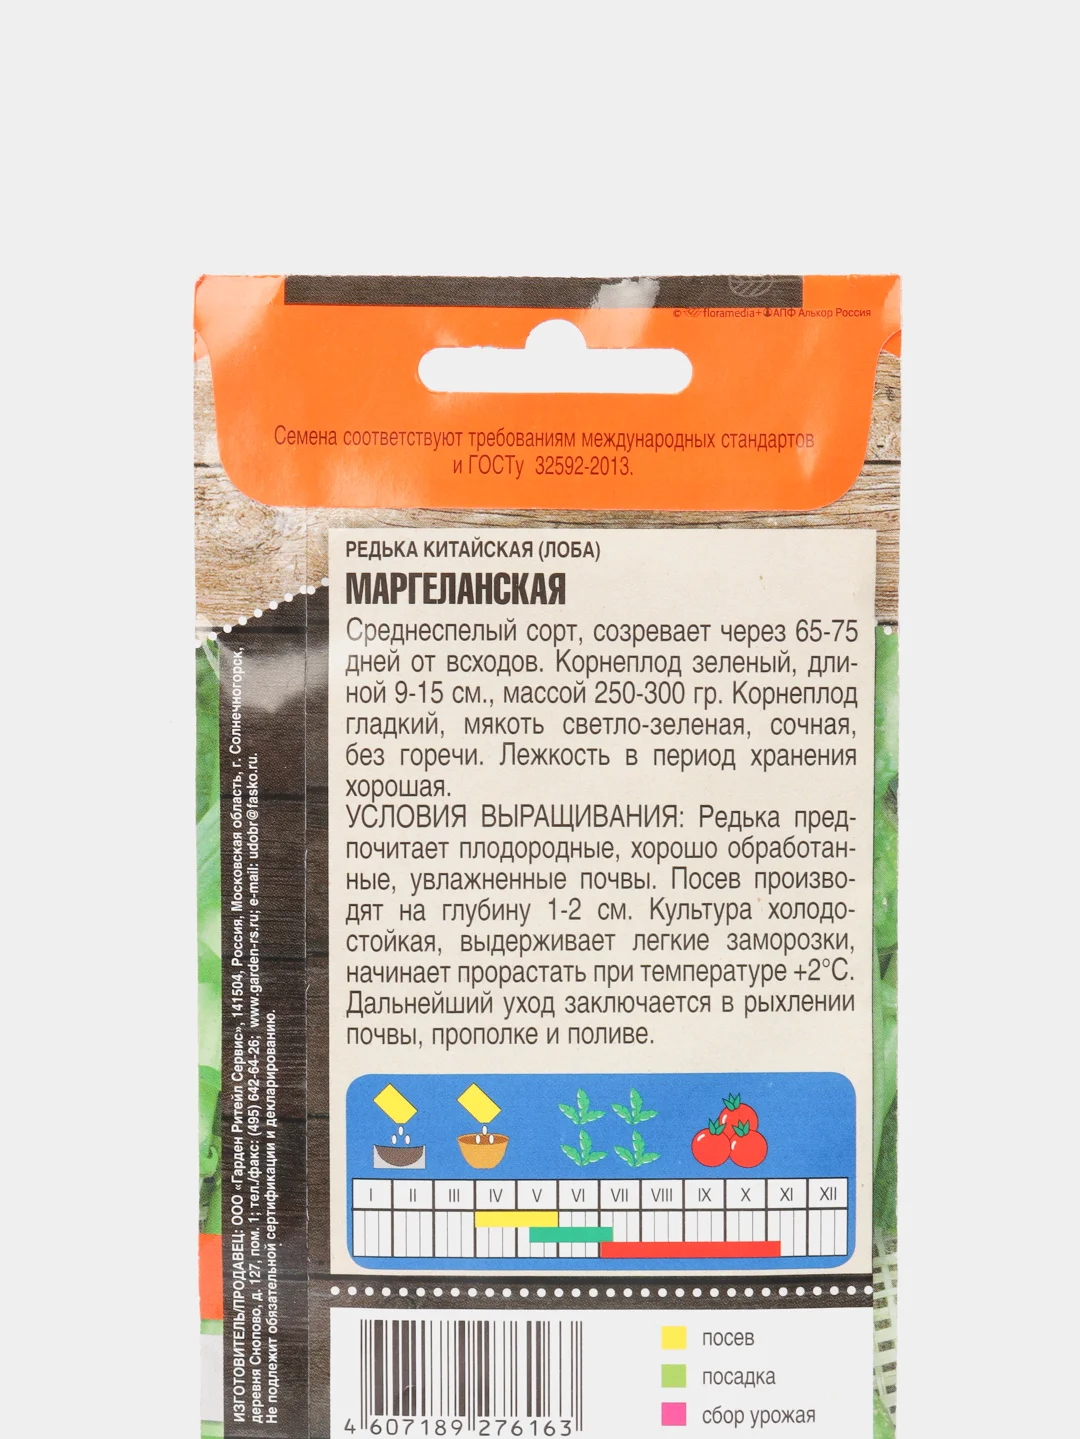 © floramedia+ АПФ Алькор Россия
Семена соответствуют требованиям международных стандартов
и ГОСТу 32592-2013.
РЕДЬКА КИТАЙСКАЯ (ЛОБА)
МАРГЕЛАНСКАЯ
Среднеспелый сорт, созревает через 65-75
дней от всходов. Корнеплод зеленый, дли-
ной 9-15 см., массой 250-300 гр. Корнеплод
гладкий, мякоть светло-зеленая, сочная,
без горечи. Лежкость в период хранения
хорошая.
УСЛОВИЯ ВЫРАЩИВАНИЯ: Редька пред-
почитает плодородные, хорошо обработан-
ные, увлажненные почвы. Посев произво-
дят на глубину 1-2 см. Культура холодо-
стойкая, выдерживает легкие заморозки,
начинает прорастать при температуре +2°С.
Дальнейший уход заключается в рыхлении
почвы, прополке и поливе.
I II III IV V VI VII VIII IX X XI XII
посев
посадка
сбор урожая
4 607189 276163
ИЗГОТОВИТЕЛЬ/ПРОДАВЕЦ: ООО «Гарден Ритейл Сервис», 141504, Россия, Московская область, г. Солнечногорск,
деревня Снопово, д. 127, пом. 1; тел./факс: (495) 642-64-26; www.garden-rs.ru; e-mail: udobr@fasko.ru.
Не подлежит обязательной сертификации и декларированию.